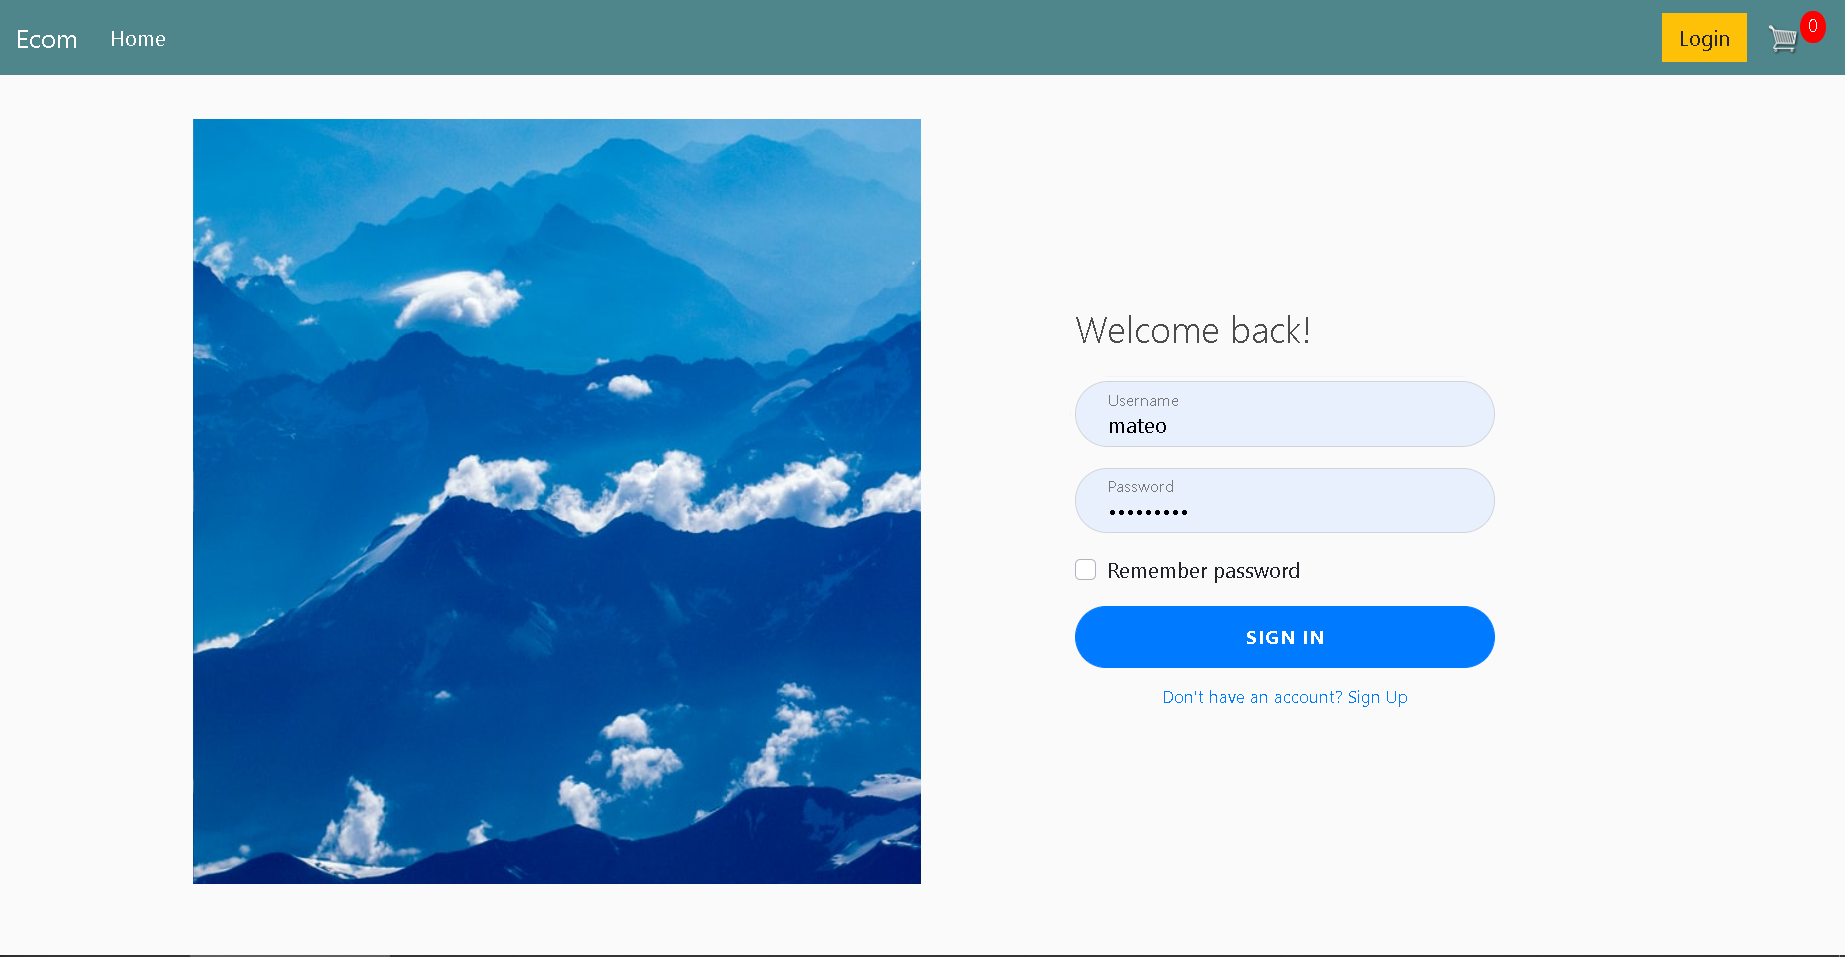 Ecom Home Login 0
Welcome back!
Username
mateo
Password
•••••••••
Remember password
SIGN IN
Don't have an account? Sign Up